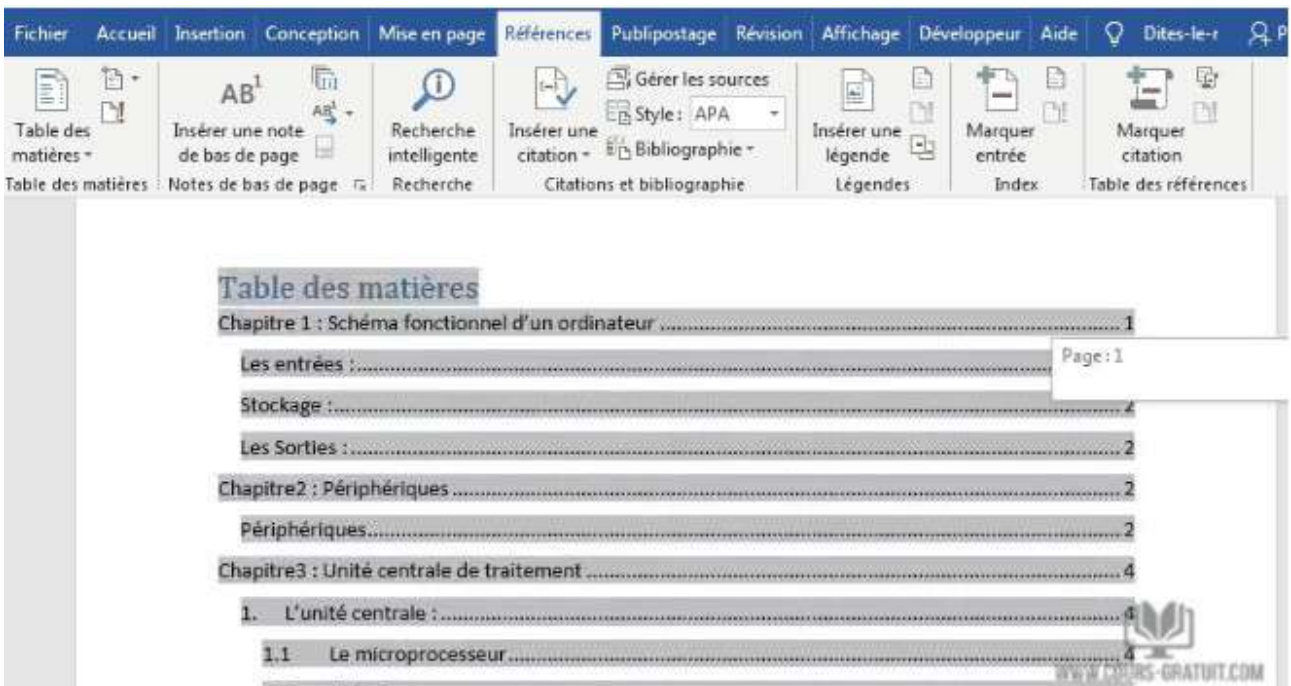 Fichier Accueil Insertion Conception Mise en page Références Publipostage Révision Affichage Développeur Aide Dites-le-r P
Table des matières
AB¹ Insérer une note de bas de page
Recherche intelligente
Insérer une citation
Gérer les sources
Style : APA
Bibliographie
Insérer une légende
Marquer entrée
Marquer citation
Table des matières Notes de bas de page Recherche Citations et bibliographie Légendes Index Table des références
Table des matières
Chapitre 1 : Schéma fonctionnel d'un ordinateur 1
Les entrées :
Page:1
Stockage : 2
Les Sorties : 2
Chapitre2 : Périphériques 2
Périphériques 2
Chapitre3 : Unité centrale de traitement 4
1. L'unité centrale : 4
1.1 Le microprocesseur 4
WWW.COURS-GRATUIT.COM